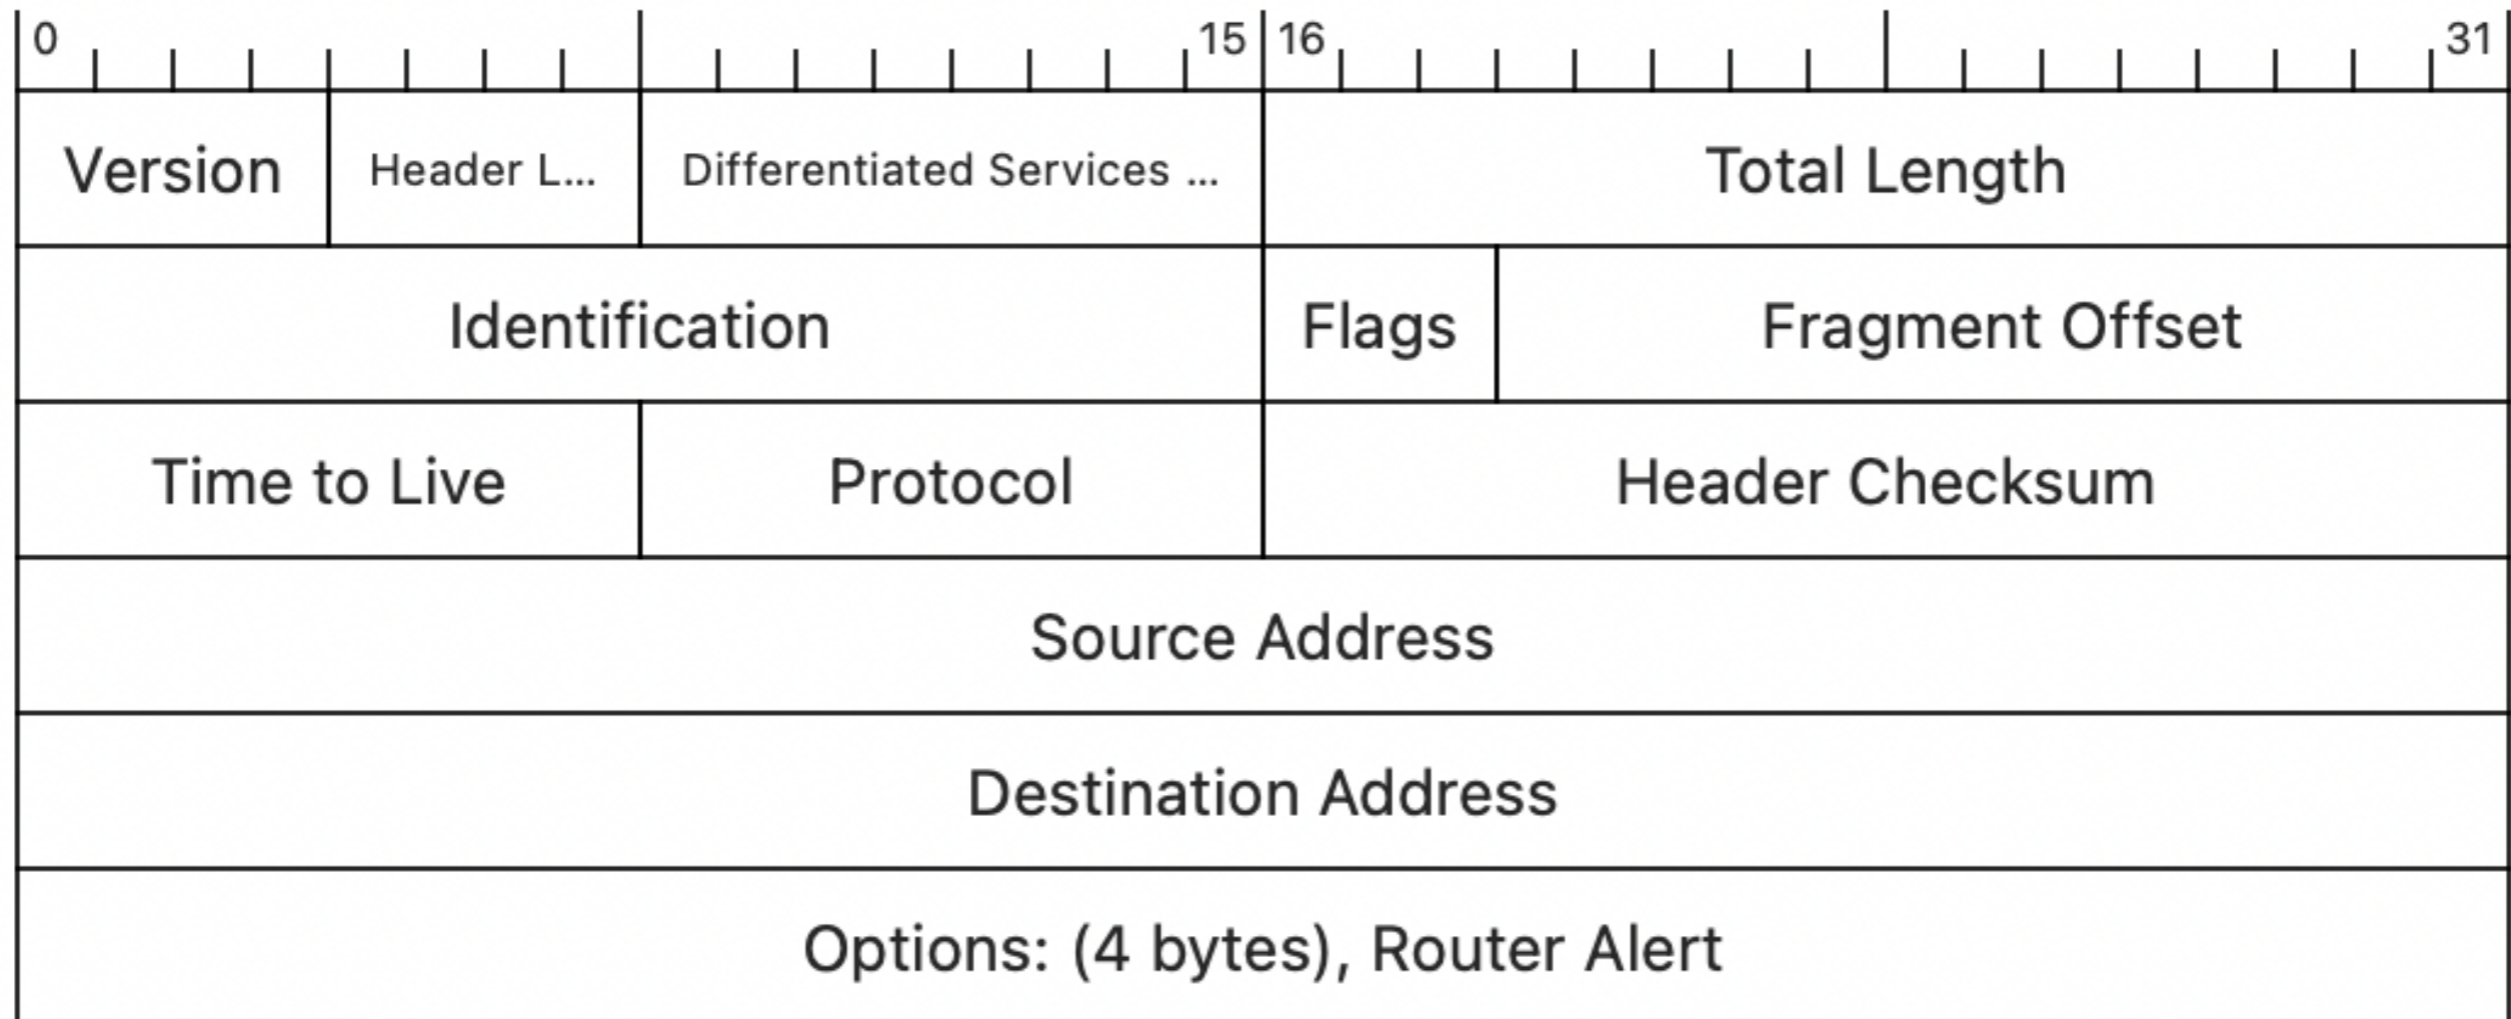 0 15 16 31
Version Header L... Differentiated Services ... Total Length
Identification Flags Fragment Offset
Time to Live Protocol Header Checksum
Source Address
Destination Address
Options: (4 bytes), Router Alert